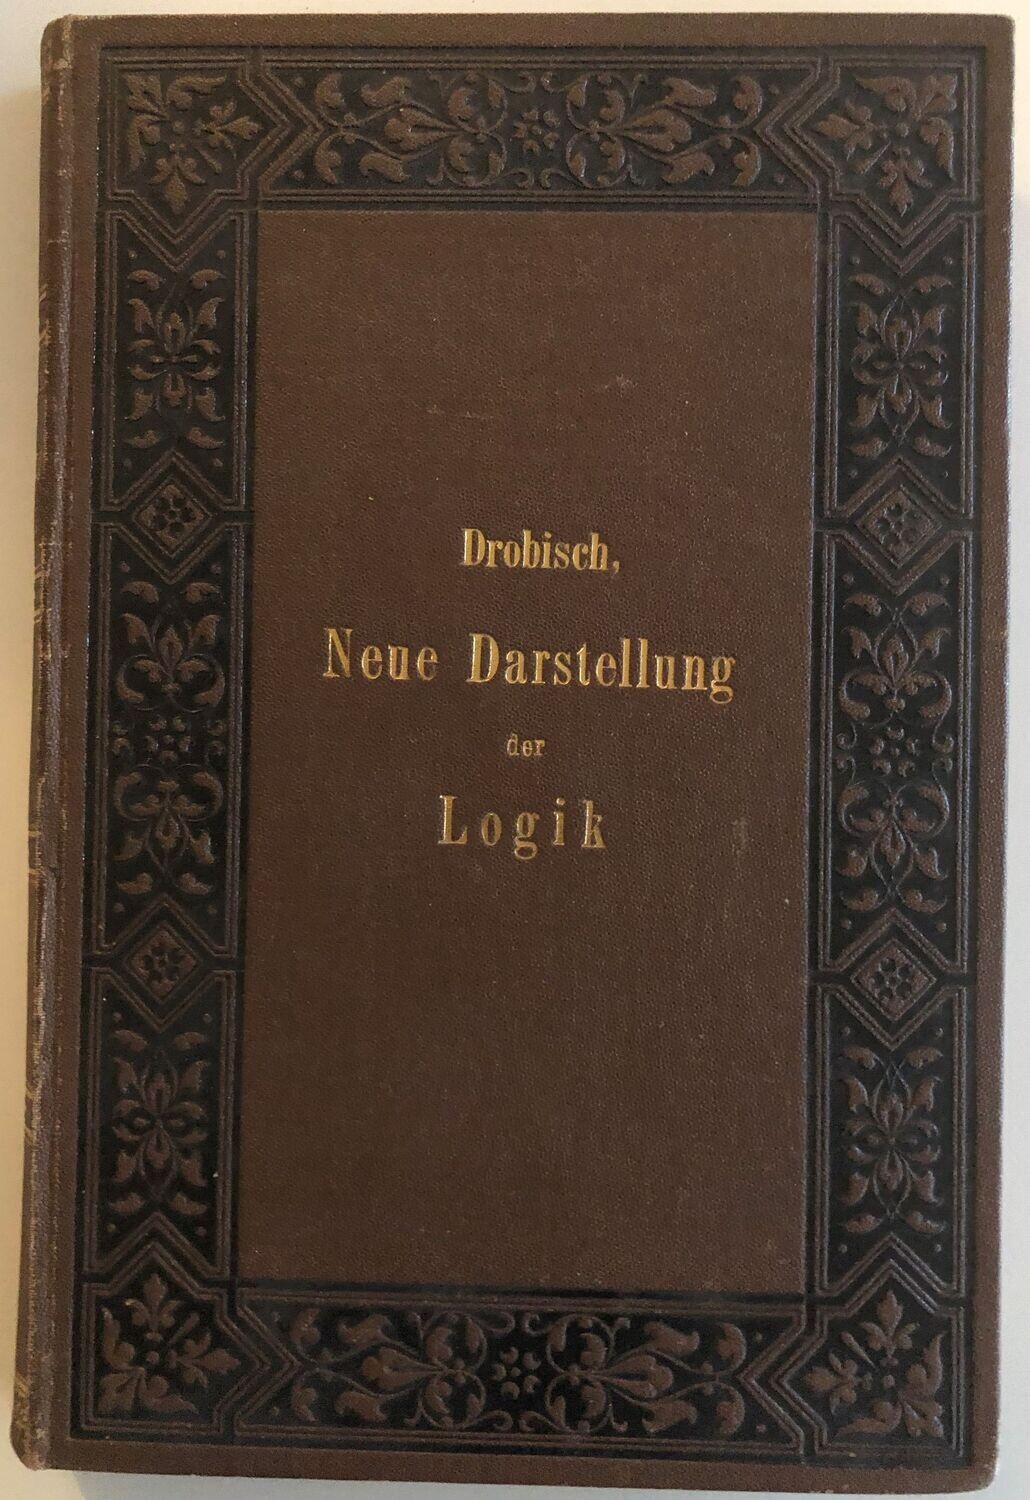 Drobisch,
Neue Darstellung
der
Logik